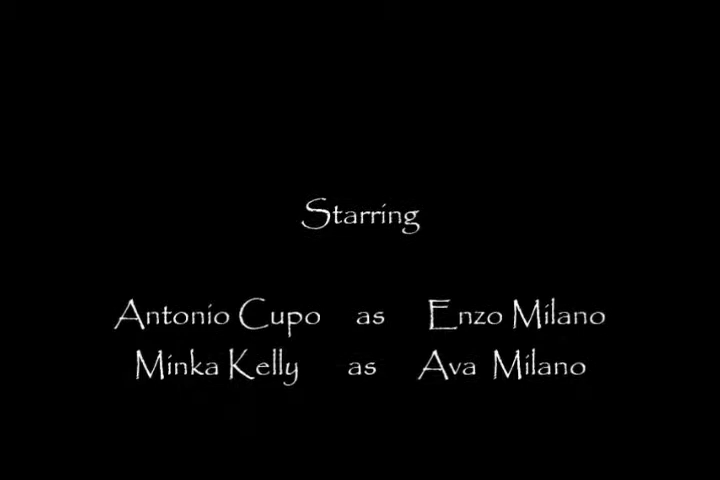 Starring
Antonio Cupo as Enzo Milano
Minka Kelly as Ava Milano